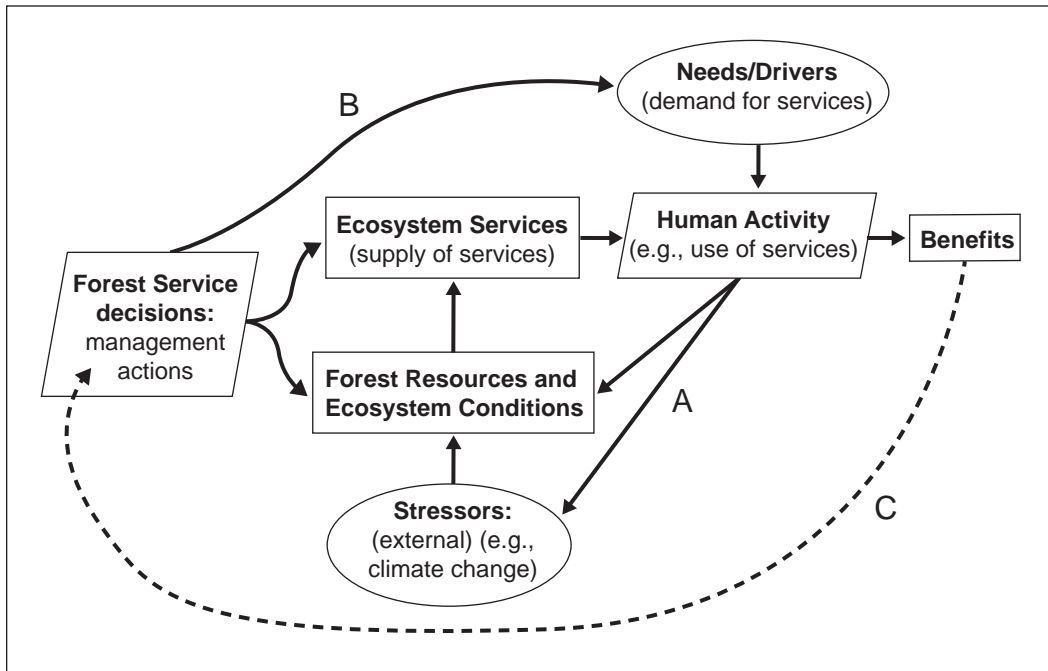 Needs/Drivers
(demand for services)
B
Ecosystem Services
(supply of services)
Human Activity
(e.g., use of services)
Benefits
Forest Service
decisions:
management
actions
Forest Resources and
Ecosystem Conditions
A
Stressors:
(external) (e.g.,
climate change)
C